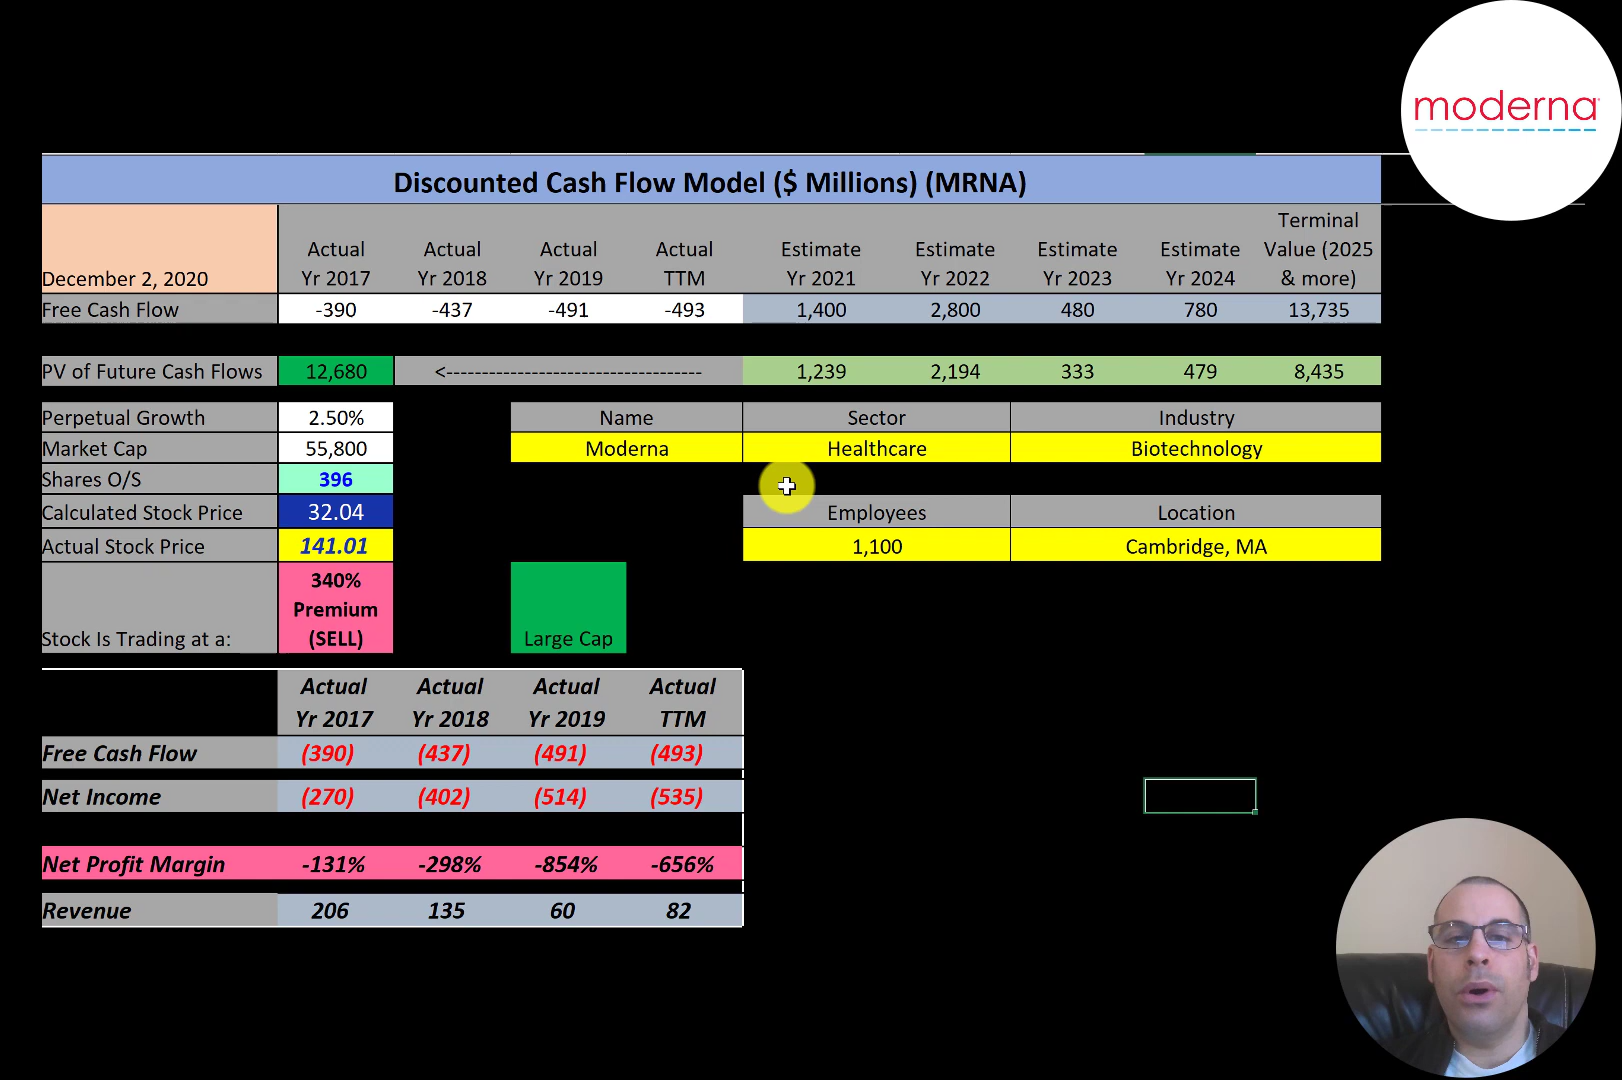 moderna
Discounted Cash Flow Model ($ Millions) (MRNA)
December 2, 2020 Actual Yr 2017 Actual Yr 2018 Actual Yr 2019 Actual TTM Estimate Yr 2021 Estimate Yr 2022 Estimate Yr 2023 Estimate Yr 2024 Terminal Value (2025 & more)
Free Cash Flow -390 -437 -491 -493 1,400 2,800 480 780 13,735
PV of Future Cash Flows 12,680 <----------------------------------- 1,239 2,194 333 479 8,435
Perpetual Growth 2.50% Name Sector Industry
Market Cap 55,800 Moderna Healthcare Biotechnology
Shares O/S 396
Calculated Stock Price 32.04 Employees Location
Actual Stock Price 141.01 1,100 Cambridge, MA
Stock Is Trading at a: 340% Premium (SELL) Large Cap
Actual Yr 2017 Actual Yr 2018 Actual Yr 2019 Actual TTM
Free Cash Flow (390) (437) (491) (493)
Net Income (270) (402) (514) (535)
Net Profit Margin -131% -298% -854% -656%
Revenue 206 135 60 82